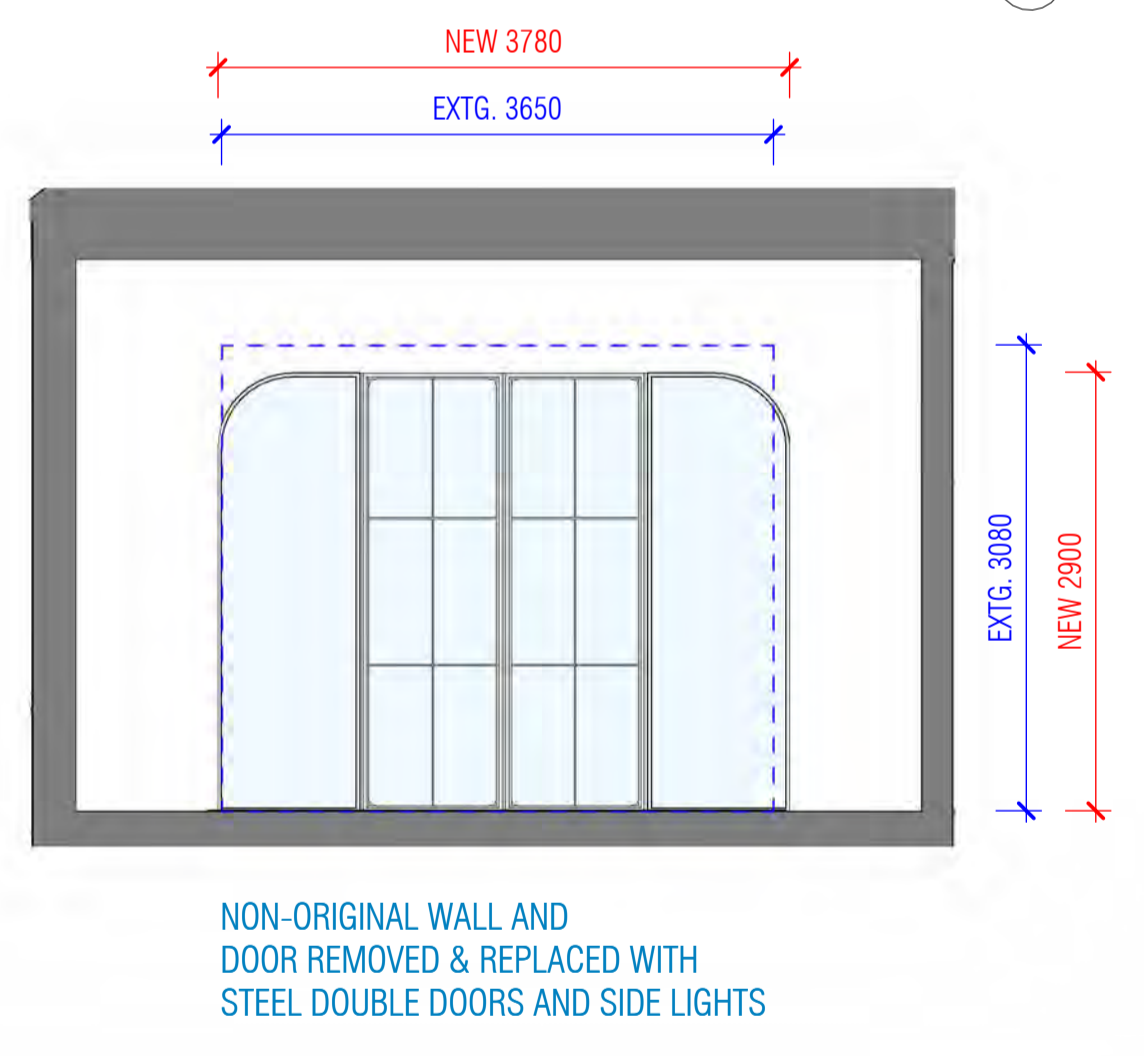 NEW 3780
EXTG. 3650
EXTG. 3080
NEW 2900
NON-ORIGINAL WALL AND
DOOR REMOVED & REPLACED WITH
STEEL DOUBLE DOORS AND SIDE LIGHTS